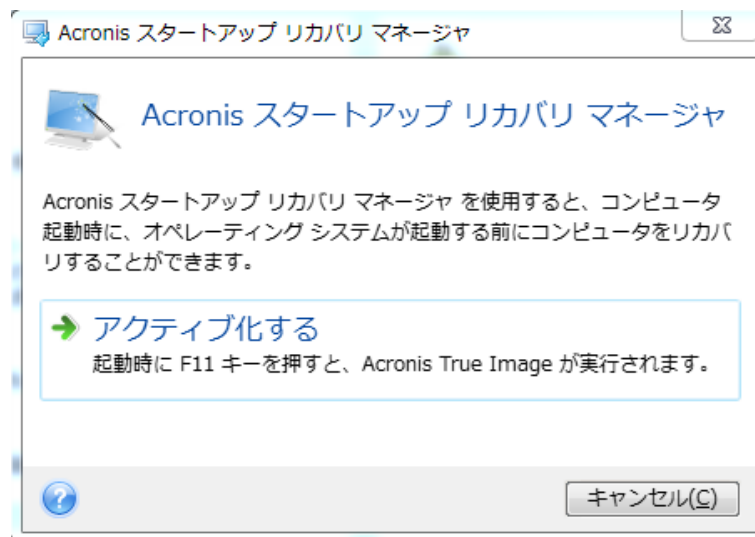 Acronis スタートアップ リカバリ マネージャ
Acronis スタートアップ リカバリ マネージャ
Acronis スタートアップ リカバリ マネージャ を使用すると、コンピュータ
起動時に、オペレーティング システムが起動する前にコンピュータをリカバ
リすることができます。
アクティブ化する
起動時に F11 キーを押すと、Acronis True Image が実行されます。
キャンセル(C)